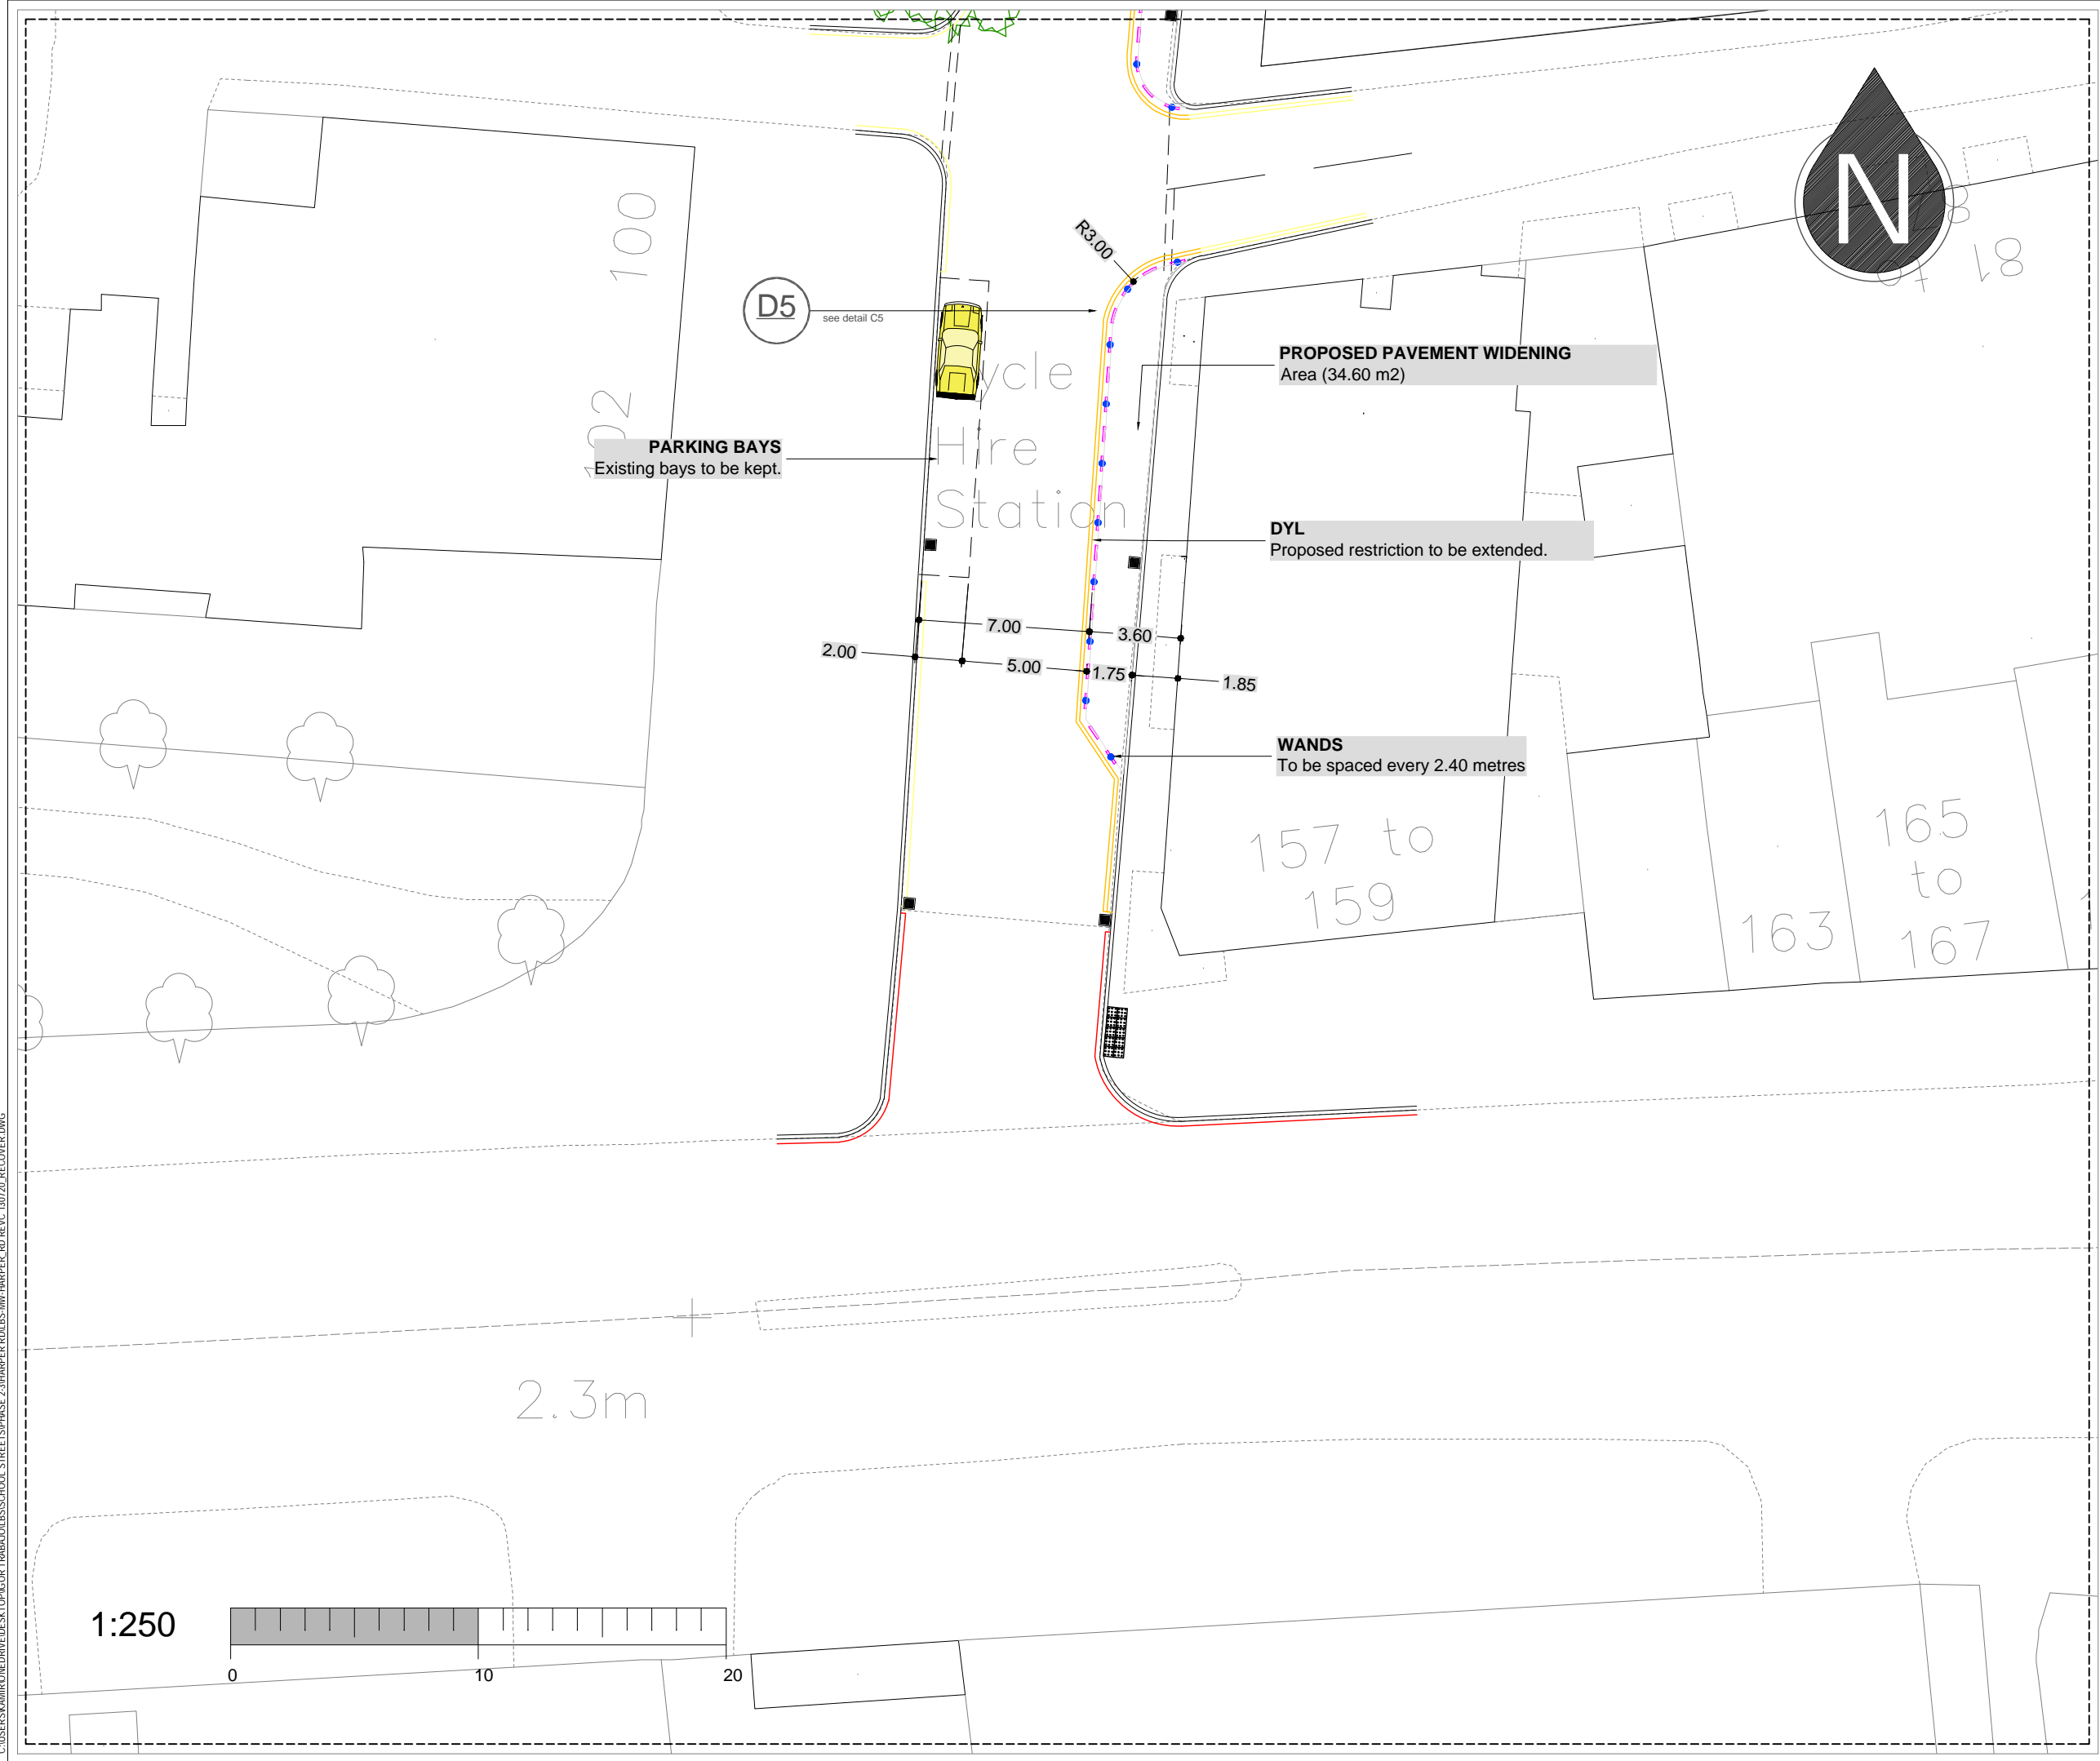 N
81 to
100
R3.00
D5
see detail C5
PROPOSED PAVEMENT WIDENING
Area (34.60 m2)
ycle
Hire
Station
PARKING BAYS
Existing bays to be kept.
DYL
Proposed restriction to be extended.
7.00
3.60
2.00
5.00
1.75
1.85
WANDS
To be spaced every 2.40 metres
157 to
159
163
165
to
167
2.3m
1:250
0
10
20